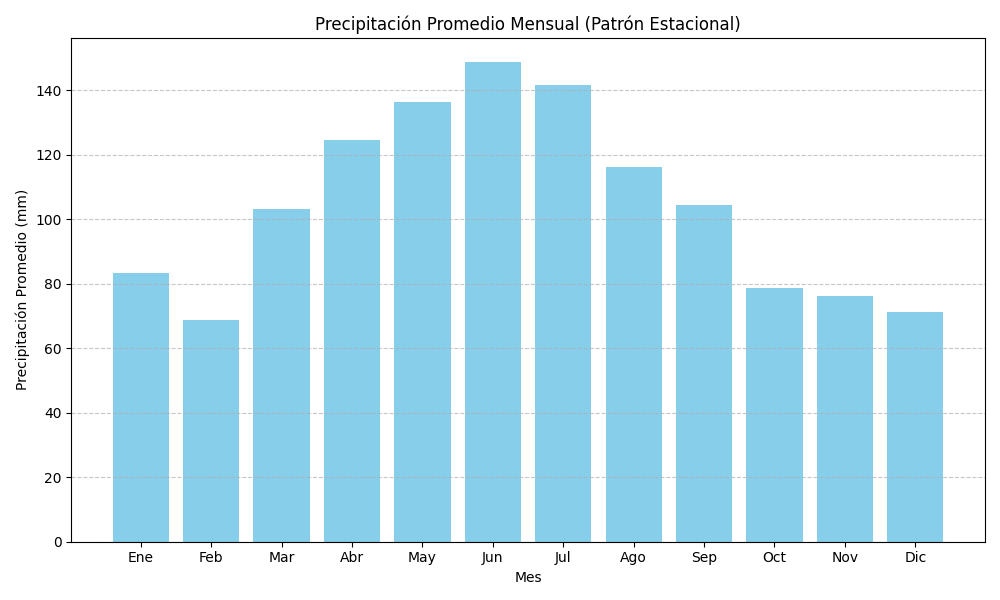 Precipitación Promedio Mensual (Patrón Estacional)
Precipitación Promedio (mm)
140
120
100
80
60
40
20
0
Ene Feb Mar Abr May Jun Jul Ago Sep Oct Nov Dic
Mes